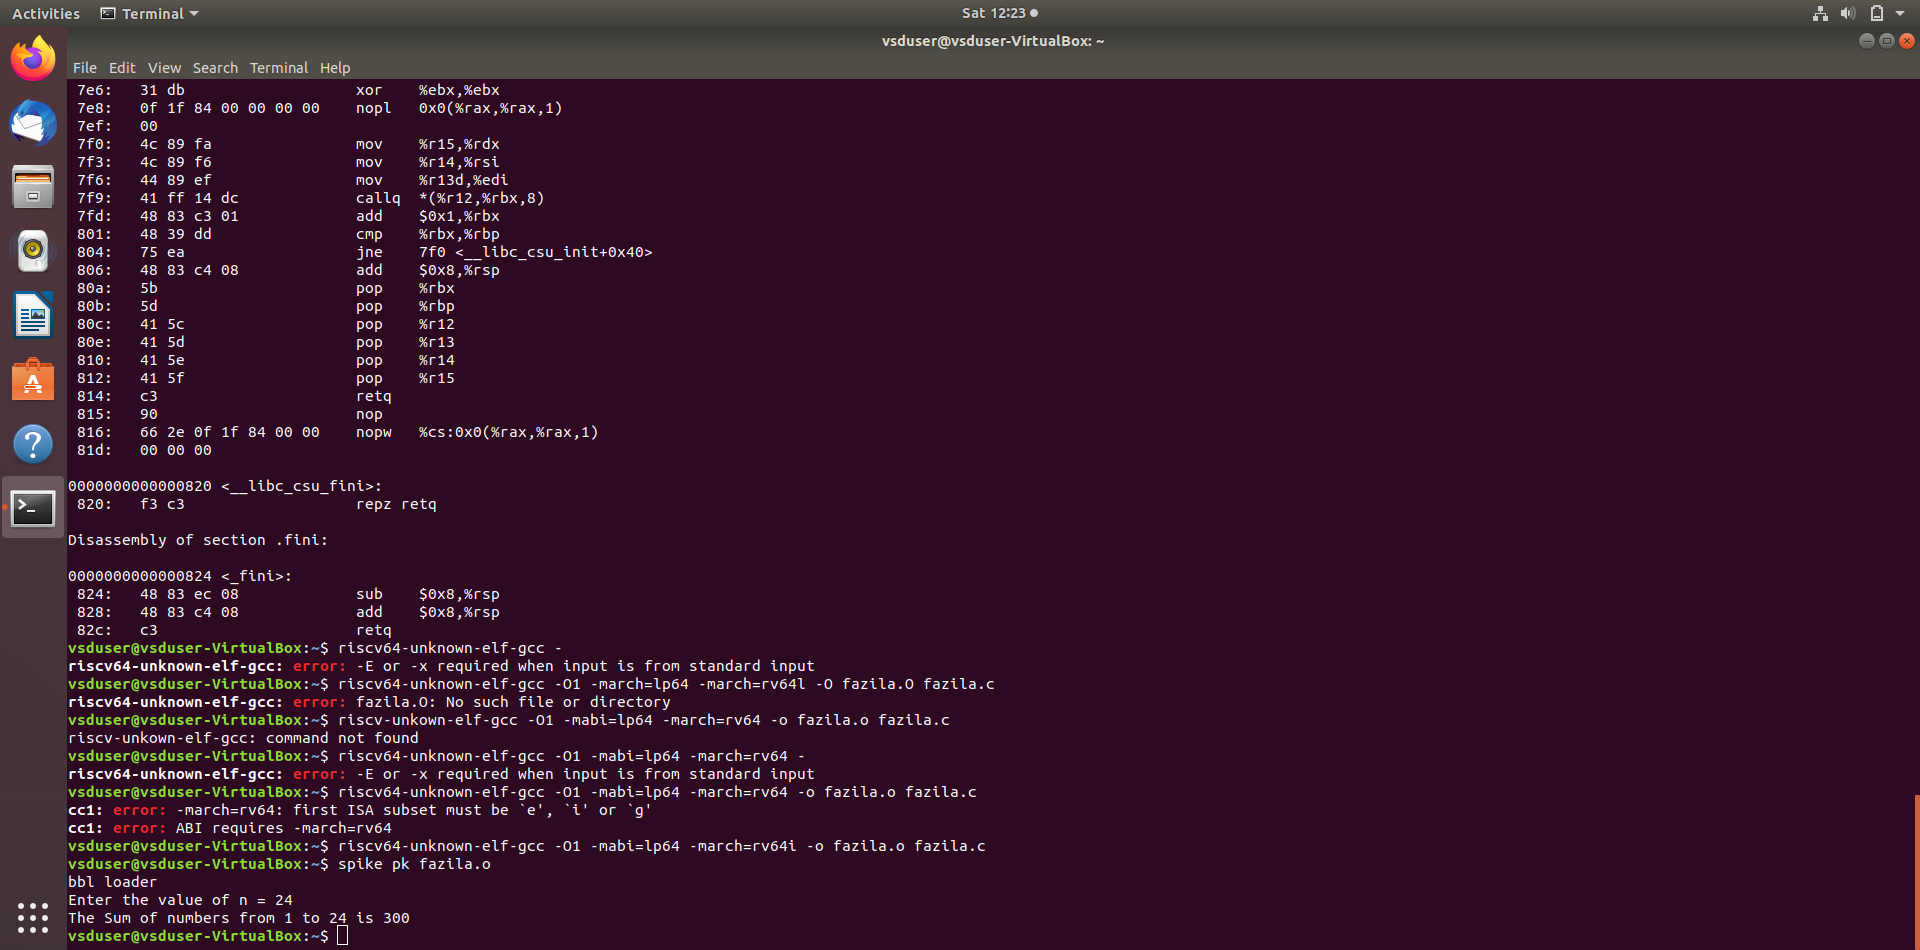 Activities Terminal Sat 12:23
vsduser@vsduser-VirtualBox: ~
File Edit View Search Terminal Help
7e6: 31 db xor %ebx,%ebx
7e8: 0f 1f 84 00 00 00 00 nopl 0x0(%rax,%rax,1)
7ef: 00
7f0: 4c 89 fa mov %r15,%rdx
7f3: 4c 89 f6 mov %r14,%rsi
7f6: 44 89 ef mov %r13d,%edi
7f9: 41 ff 14 dc callq *(%r12,%rbx,8)
7fd: 48 83 c3 01 add $0x1,%rbx
801: 48 39 dd cmp %rbx,%rbp
804: 75 ea jne 7f0 <__libc_csu_init+0x40>
806: 48 83 c4 08 add $0x8,%rsp
80a: 5b pop %rbx
80b: 5d pop %rbp
80c: 41 5c pop %r12
80e: 41 5d pop %r13
810: 41 5e pop %r14
812: 41 5f pop %r15
814: c3 retq
815: 90 nop
816: 66 2e 0f 1f 84 00 00 nopw %cs:0x0(%rax,%rax,1)
81d: 00 00 00
0000000000000820 <__libc_csu_fini>:
820: f3 c3 repz retq
Disassembly of section .fini:
0000000000000824 <_fini>:
824: 48 83 ec 08 sub $0x8,%rsp
828: 48 83 c4 08 add $0x8,%rsp
82c: c3 retq
vsduser@vsduser-VirtualBox:~$ riscv64-unknown-elf-gcc -
riscv64-unknown-elf-gcc: error: -E or -x required when input is from standard input
vsduser@vsduser-VirtualBox:~$ riscv64-unknown-elf-gcc -O1 -march=lp64 -march=rv64l -O fazila.O fazila.c
riscv64-unknown-elf-gcc: error: fazila.O: No such file or directory
vsduser@vsduser-VirtualBox:~$ riscv-unkown-elf-gcc -O1 -mabi=lp64 -march=rv64 -o fazila.o fazila.c
riscv-unkown-elf-gcc: command not found
vsduser@vsduser-VirtualBox:~$ riscv64-unknown-elf-gcc -O1 -mabi=lp64 -march=rv64 -
riscv64-unknown-elf-gcc: error: -E or -x required when input is from standard input
vsduser@vsduser-VirtualBox:~$ riscv64-unknown-elf-gcc -O1 -mabi=lp64 -march=rv64 -o fazila.o fazila.c
cc1: error: -march=rv64: first ISA subset must be `e', `i' or `g'
cc1: error: ABI requires -march=rv64
vsduser@vsduser-VirtualBox:~$ riscv64-unknown-elf-gcc -O1 -mabi=lp64 -march=rv64i -o fazila.o fazila.c
vsduser@vsduser-VirtualBox:~$ spike pk fazila.o
bbl loader
Enter the value of n = 24
The Sum of numbers from 1 to 24 is 300
vsduser@vsduser-VirtualBox:~$